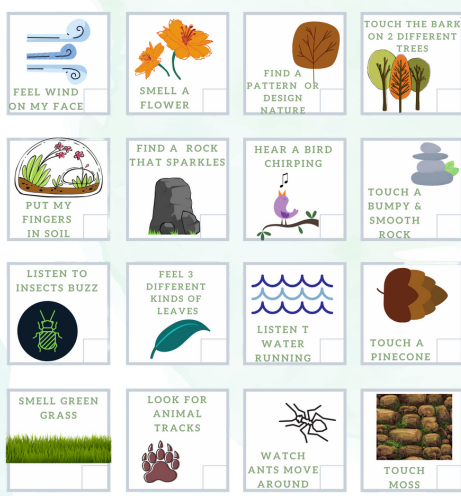 FEEL WIND
ON MY FACE
SMELL A
FLOWER
FIND A
PATTERN OR
DESIGN
NATURE
TOUCH THE BARK
ON 2 DIFFERENT
TREES
PUT MY
FINGERS
IN SOIL
FIND A ROCK
THAT SPARKLES
HEAR A BIRD
CHIRPING
TOUCH A
BUMPY &
SMOOTH
ROCK
LISTEN TO
INSECTS BUZZ
FEEL 3
DIFFERENT
KINDS OF
LEAVES
LISTEN T
WATER
RUNNING
TOUCH A
PINECONE
SMELL GREEN
GRASS
LOOK FOR
ANIMAL
TRACKS
WATCH
ANTS MOVE
AROUND
TOUCH
MOSS